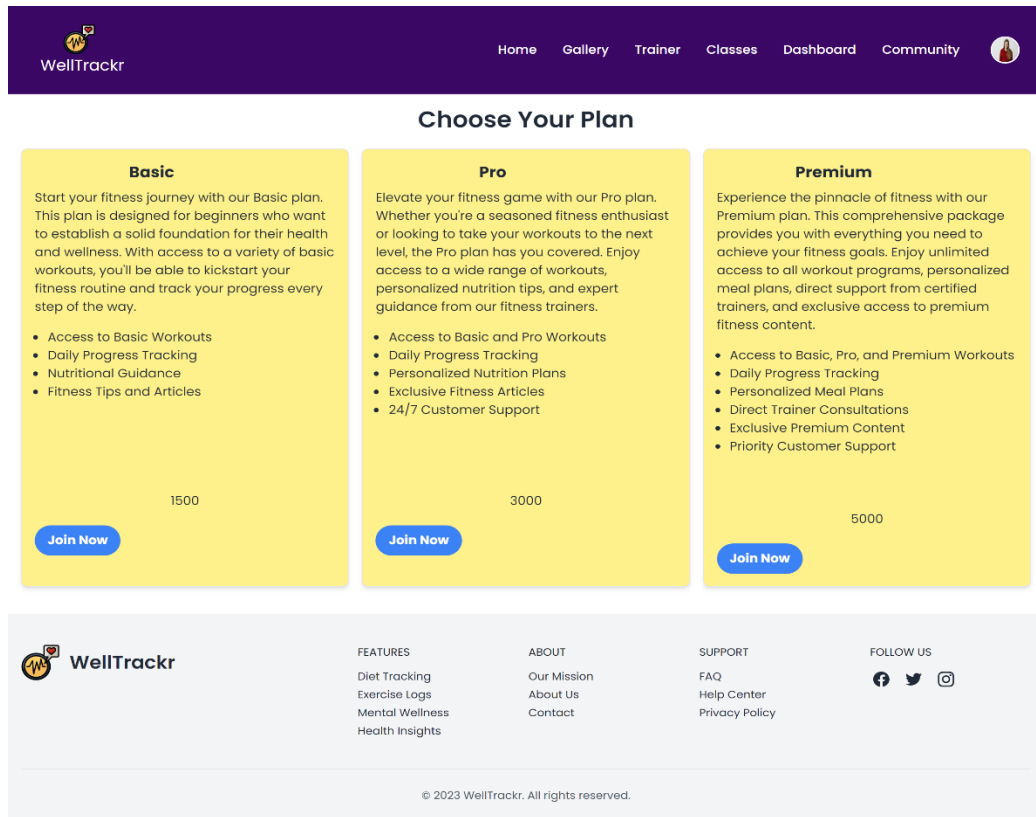 WellTrackr
Home Gallery Trainer Classes Dashboard Community
Choose Your Plan
Basic
Start your fitness journey with our Basic plan.
This plan is designed for beginners who want
to establish a solid foundation for their health
and wellness. With access to a variety of basic
workouts, you'll be able to kickstart your
fitness routine and track your progress every
step of the way.
Access to Basic Workouts
Daily Progress Tracking
Nutritional Guidance
Fitness Tips and Articles
1500
Join Now
Pro
Elevate your fitness game with our Pro plan.
Whether you're a seasoned fitness enthusiast
or looking to take your workouts to the next
level, the Pro plan has you covered. Enjoy
access to a wide range of workouts,
personalized nutrition tips, and expert
guidance from our fitness trainers.
Access to Basic and Pro Workouts
Daily Progress Tracking
Personalized Nutrition Plans
Exclusive Fitness Articles
24/7 Customer Support
3000
Join Now
Premium
Experience the pinnacle of fitness with our
Premium plan. This comprehensive package
provides you with everything you need to
achieve your fitness goals. Enjoy unlimited
access to all workout programs, personalized
meal plans, direct support from certified
trainers, and exclusive access to premium
fitness content.
Access to Basic, Pro, and Premium Workouts
Daily Progress Tracking
Personalized Meal Plans
Direct Trainer Consultations
Exclusive Premium Content
Priority Customer Support
5000
Join Now
WellTrackr
FEATURES
Diet Tracking
Exercise Logs
Mental Wellness
Health Insights
ABOUT
Our Mission
About Us
Contact
SUPPORT
FAQ
Help Center
Privacy Policy
FOLLOW US
© 2023 WellTrackr. All rights reserved.